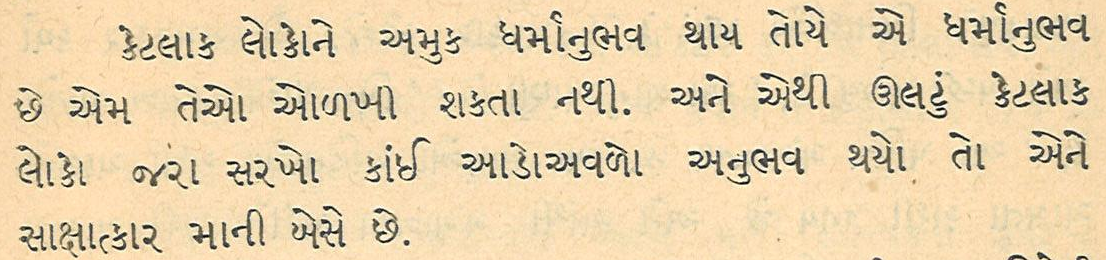 કેટલાક લોકોને અમુક ધર્માનુભવ થાય તોયે એ ધર્માનુભવ
છે એમ તેઓ ઓળખી શકતા નથી. અને એથી ઊલટું કેટલાક
લોકો જરા સરખો કાંઈ આડોઅવળો અનુભવ થયો તો એને
સાક્ષાત્કાર માની બેસે છે.